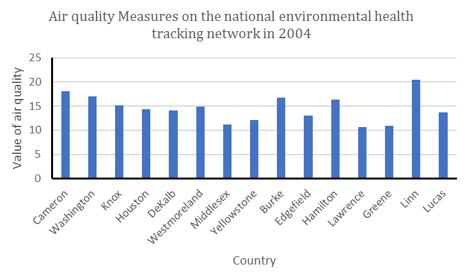 Air quality Measures on the national environmental health
tracking network in 2004
Value of air quality
25
20
15
10
5
0
Cameron
Washington
Knox
Houston
DeKalb
Westmoreland
Middlesex
Yellowstone
Burke
Edgefield
Hamilton
Lawrence
Greene
Linn
Lucas
Country